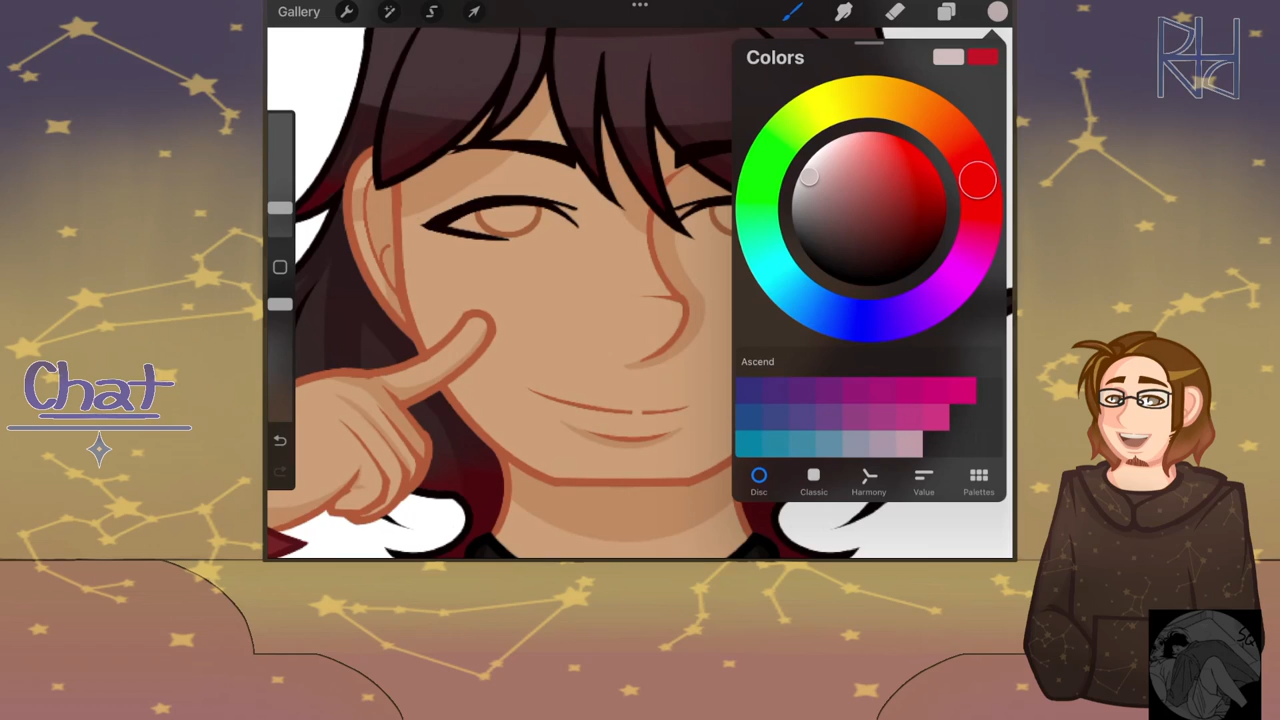 Gallery
Colors
Ascend
Disc
Classic
Harmony
Value
Palettes
Chat